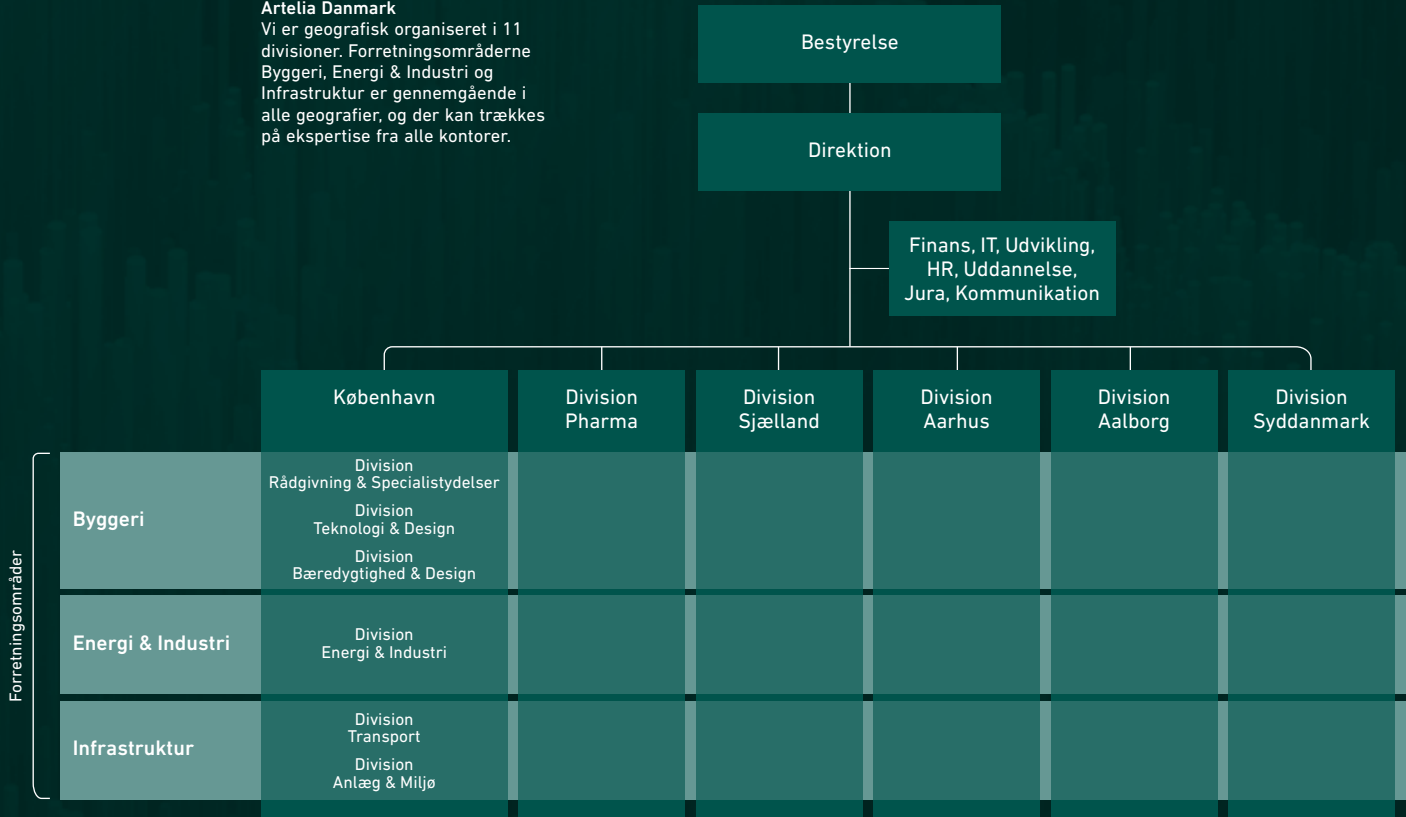 Artelia Danmark
Vi er geografisk organiseret i 11
divisioner. Forretningsområderne
Byggeri, Energi & Industri og
Infrastruktur er gennemgående i
alle geografier, og der kan trækkes
på ekspertise fra alle kontorer.
Bestyrelse
Direktion
Finans, IT, Udvikling,
HR, Uddannelse,
Jura, Kommunikation
København
Division
Pharma
Division
Sjælland
Division
Aarhus
Division
Aalborg
Division
Syddanmark
Forretningsområder
Byggeri
Division
Rådgivning & Specialistydelser
Division
Teknologi & Design
Division
Bæredygtighed & Design
Energi & Industri
Division
Energi & Industri
Infrastruktur
Division
Transport
Division
Anlæg & Miljø